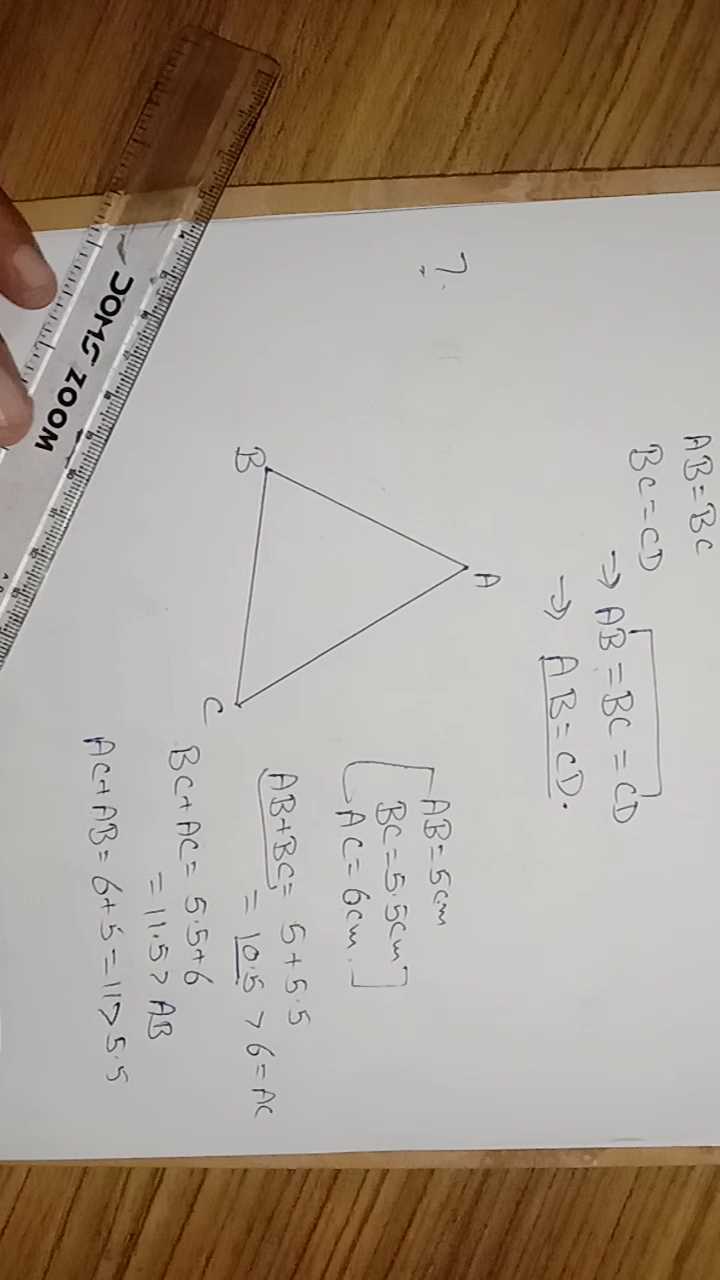 AB = BC
BC = CD
⇒ AB = BC = CD
⇒ AB = CD.
7.
A
B
C
AB = 5cm
BC = 5.5cm
AC = 6cm.
AB + BC = 5 + 5.5
= 10.5 > 6 = AC
BC + AC = 5.5 + 6
= 11.5 > AB
AC + AB = 6 + 5 = 11 > 5.5
DOMS ZOOM